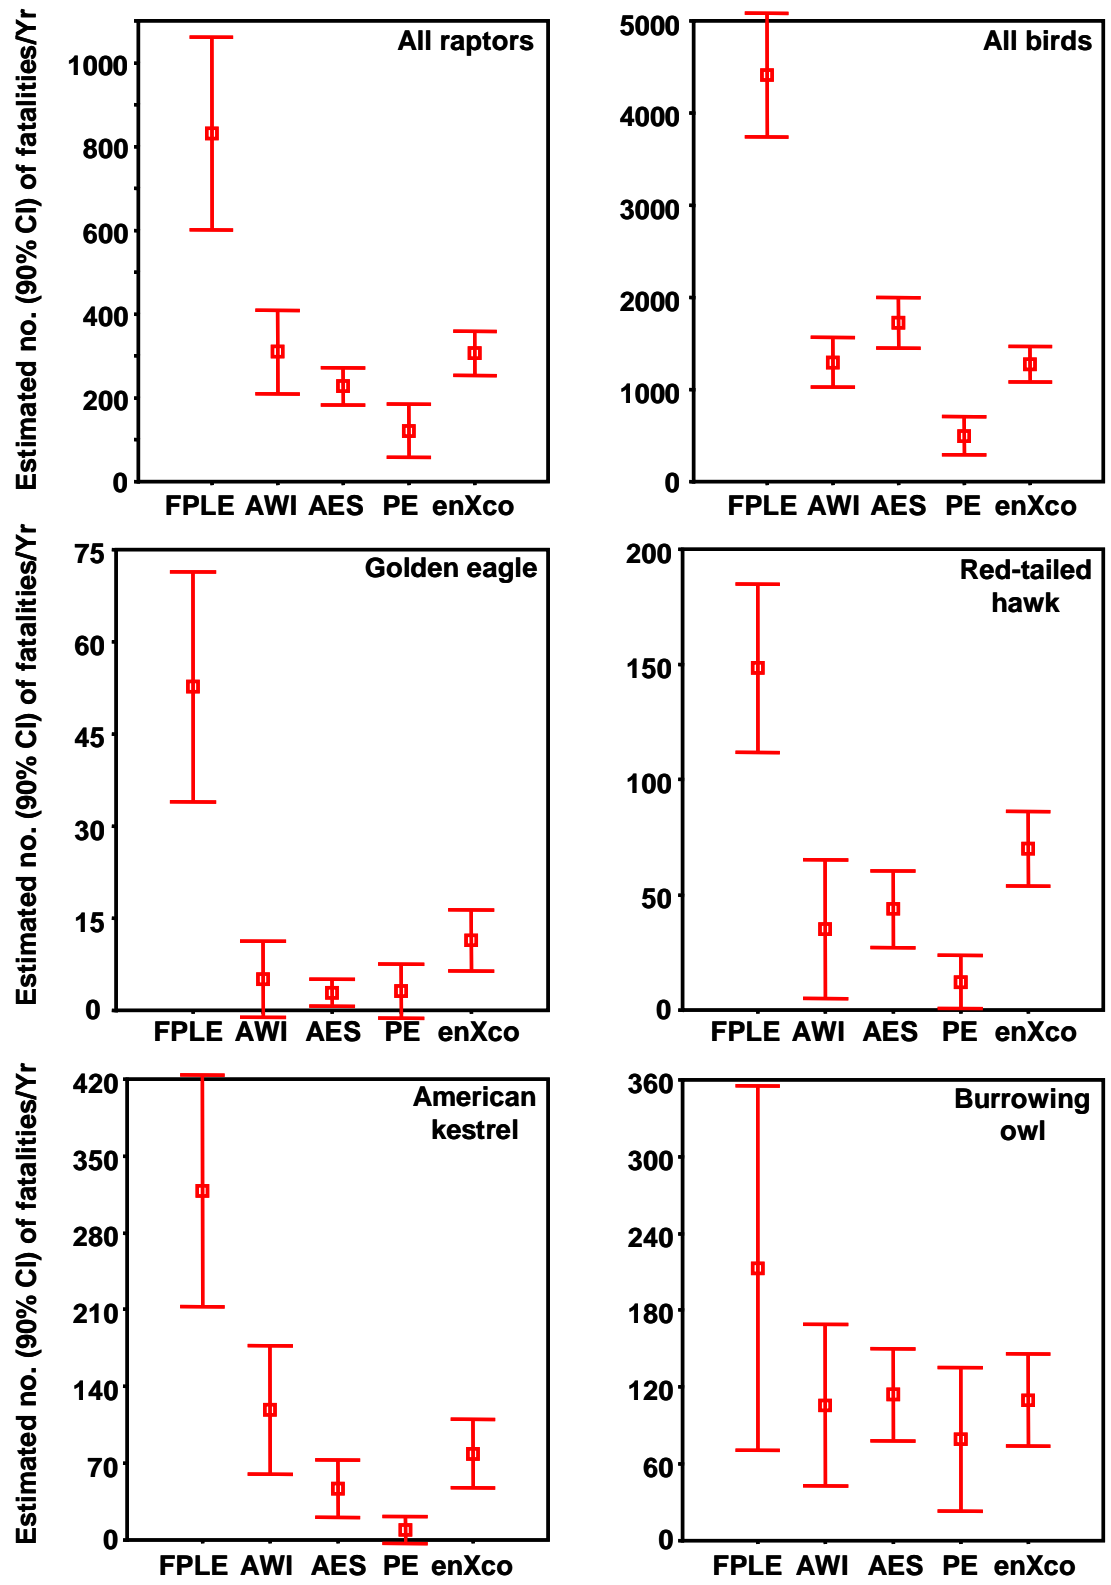 Estimated no. (90% CI) of fatalities/Yr
All raptors
1000
800
600
400
200
0
FPLE AWI AES PE enXco
All birds
5000
4000
3000
2000
1000
0
FPLE AWI AES PE enXco
Estimated no. (90% CI) of fatalities/Yr
Golden eagle
75
60
45
30
15
0
FPLE AWI AES PE enXco
Red-tailed
hawk
200
150
100
50
0
FPLE AWI AES PE enXco
Estimated no. (90% CI) of fatalities/Yr
American
kestrel
420
350
280
210
140
70
0
FPLE AWI AES PE enXco
Burrowing
owl
360
300
240
180
120
60
0
FPLE AWI AES PE enXco